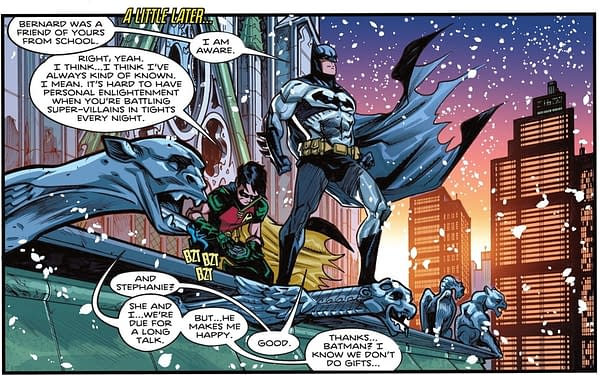 A LITTLE LATER...
BERNARD WAS A
FRIEND OF YOURS
FROM SCHOOL.
I AM
AWARE.
RIGHT, YEAH.
I THINK...I THINK I'VE
ALWAYS KIND OF KNOWN.
I MEAN. IT'S HARD TO HAVE
PERSONAL ENLIGHTENMENT
WHEN YOU'RE BATTLING
SUPER-VILLAINS IN TIGHTS
EVERY NIGHT.
BZT
BZT
BZT
AND
STEPHANIE?
SHE AND
I...WE'RE
DUE FOR
A LONG
TALK.
BUT...HE
MAKES ME
HAPPY.
GOOD.
THANKS...
BATMAN? I
KNOW WE DON'T
DO GIFTS...